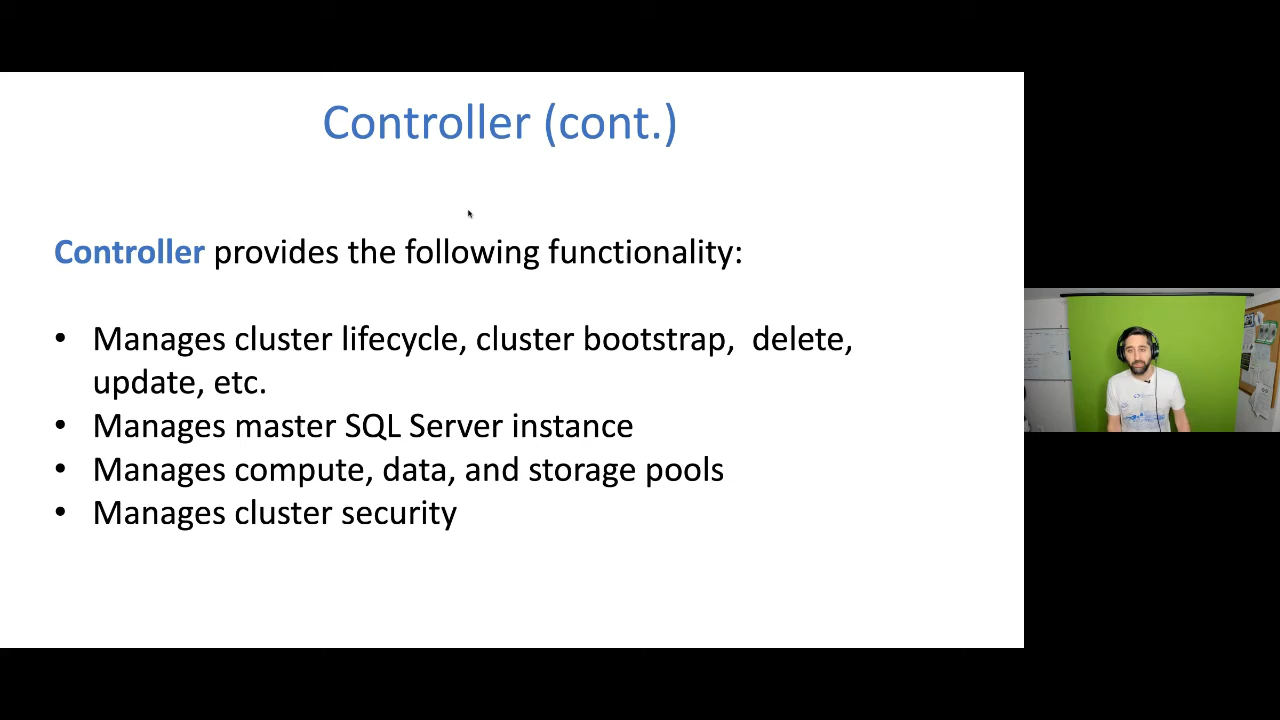 Controller (cont.)
Controller provides the following functionality:
• Manages cluster lifecycle, cluster bootstrap,  delete,
update, etc.
• Manages master SQL Server instance
• Manages compute, data, and storage pools
• Manages cluster security